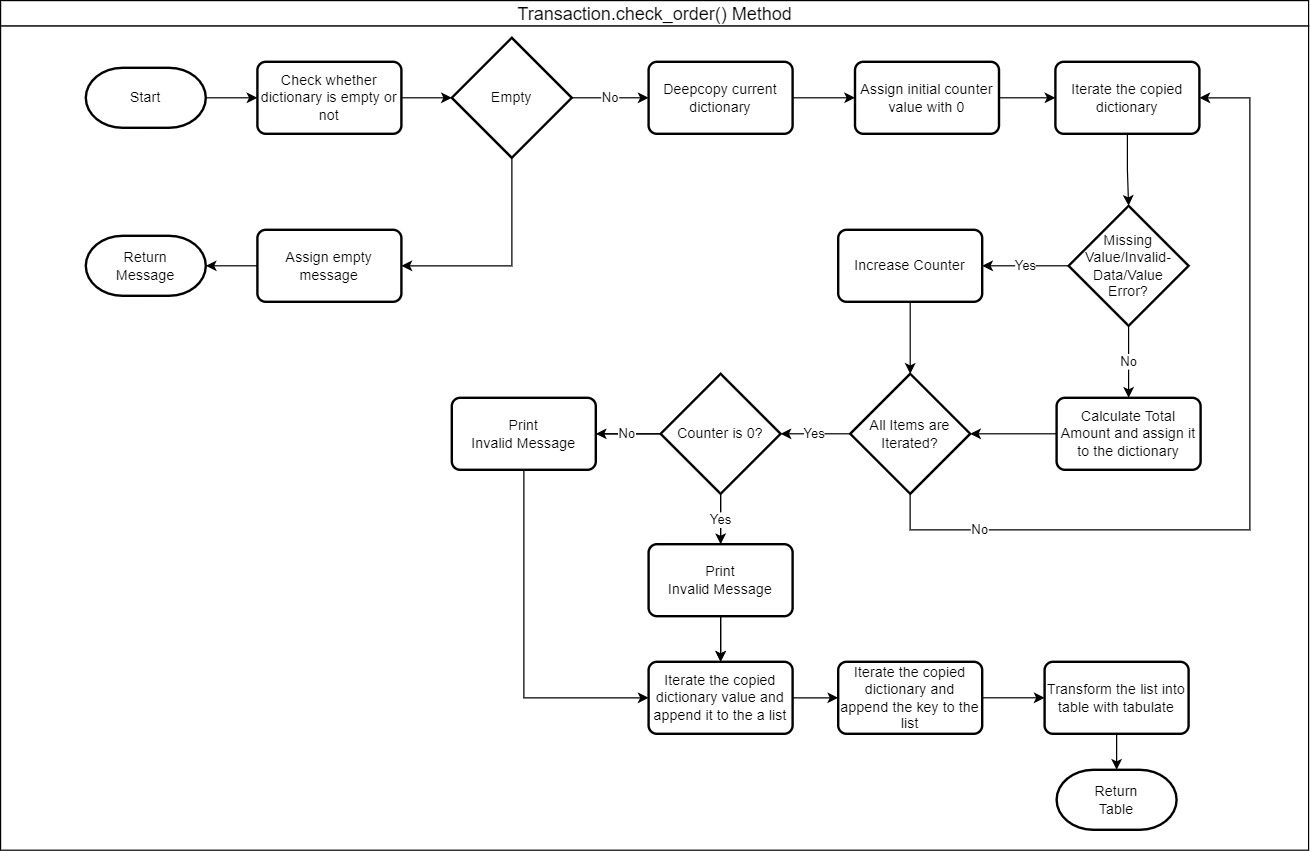 Transaction.check_order() Method
Start
Check whether
dictionary is empty or
not
Empty
No
Deepcopy current
dictionary
Assign initial counter
value with 0
Iterate the copied
dictionary
Return
Message
Assign empty
message
Increase Counter
Yes
Missing
Value/Invalid-
Data/Value
Error?
No
Print
Invalid Message
No
Counter is 0?
Yes
All Items are
Iterated?
Calculate Total
Amount and assign it
to the dictionary
Yes
No
Print
Invalid Message
Iterate the copied
dictionary value and
append it to the a list
Iterate the copied
dictionary and
append the key to the
list
Transform the list into
table with tabulate
Return
Table